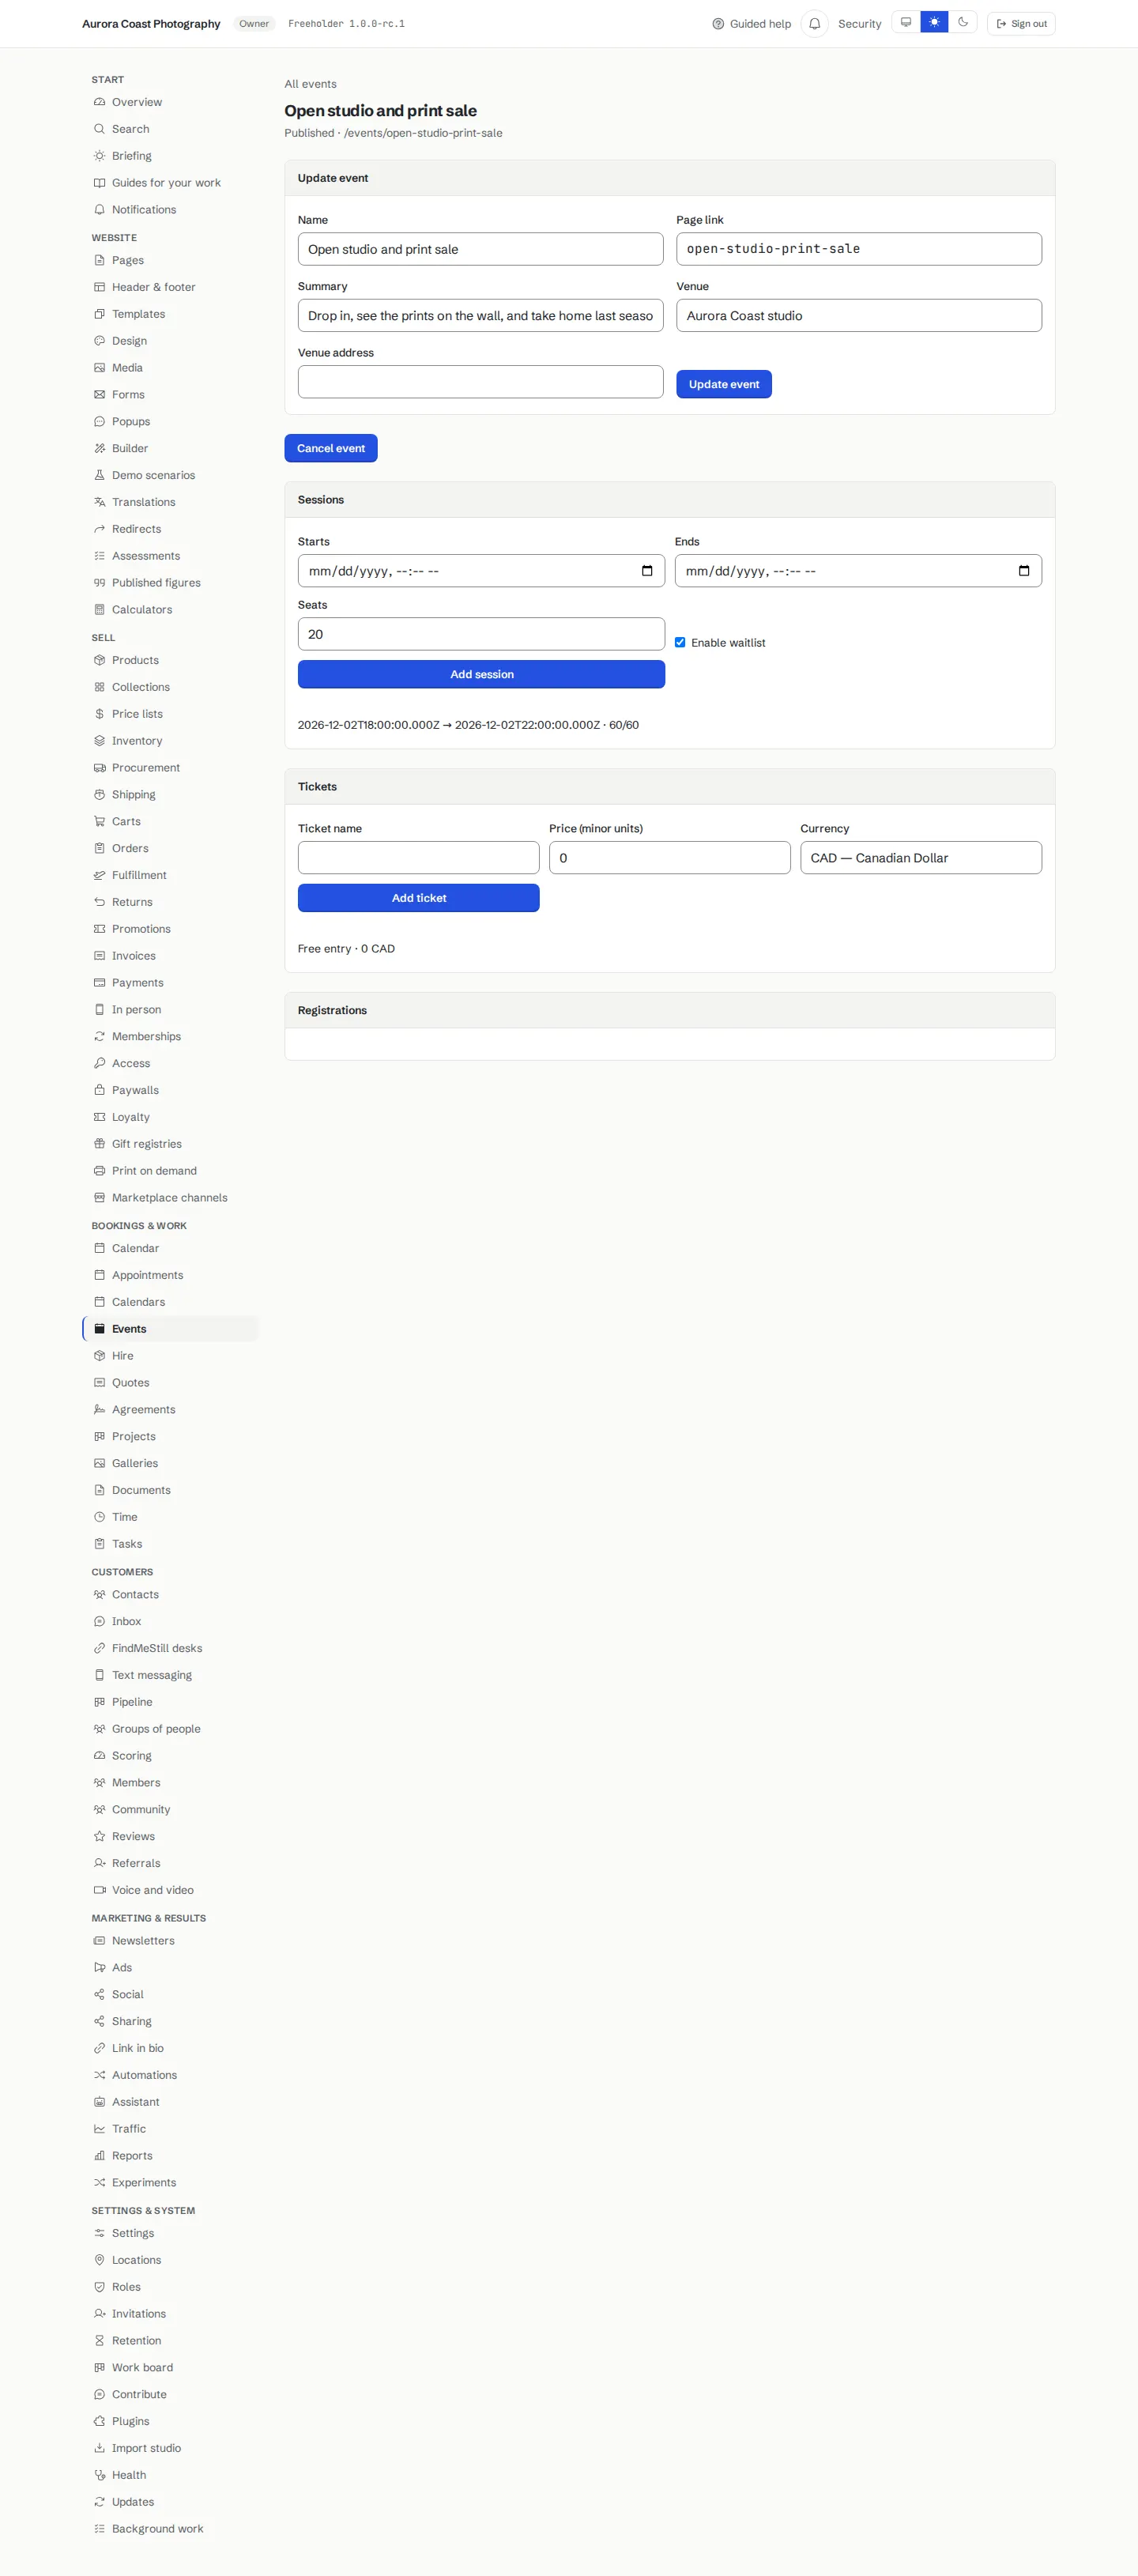 Aurora Coast Photography Owner Freeholder 1.0.0-rc.1 Guided help Security Sign out
START
Overview
Search
Briefing
Guides for your work
Notifications
WEBSITE
Pages
Header & footer
Templates
Design
Media
Forms
Popups
Builder
Demo scenarios
Translations
Redirects
Assessments
Published figures
Calculators
SELL
Products
Collections
Price lists
Inventory
Procurement
Shipping
Carts
Orders
Fulfillment
Returns
Promotions
Invoices
Payments
In person
Memberships
Access
Paywalls
Loyalty
Gift registries
Print on demand
Marketplace channels
BOOKINGS & WORK
Calendar
Appointments
Calendars
Events
Hire
Quotes
Agreements
Projects
Galleries
Documents
Time
Tasks
CUSTOMERS
Contacts
Inbox
FindMeStill desks
Text messaging
Pipeline
Groups of people
Scoring
Members
Community
Reviews
Referrals
Voice and video
MARKETING & RESULTS
Newsletters
Ads
Social
Sharing
Link in bio
Automations
Assistant
Traffic
Reports
Experiments
SETTINGS & SYSTEM
Settings
Locations
Roles
Invitations
Retention
Work board
Contribute
Plugins
Import studio
Health
Updates
Background work
All events
Open studio and print sale
Published · /events/open-studio-print-sale
Update event
Name Page link
Open studio and print sale open-studio-print-sale
Summary Venue
Drop in, see the prints on the wall, and take home last seaso Aurora Coast studio
Venue address
Update event
Cancel event
Sessions
Starts Ends
mm/dd/yyyy, --:-- -- mm/dd/yyyy, --:-- --
Seats
20 Enable waitlist
Add session
2026-12-02T18:00:00.000Z → 2026-12-02T22:00:00.000Z · 60/60
Tickets
Ticket name Price (minor units) Currency
0 CAD — Canadian Dollar
Add ticket
Free entry · 0 CAD
Registrations